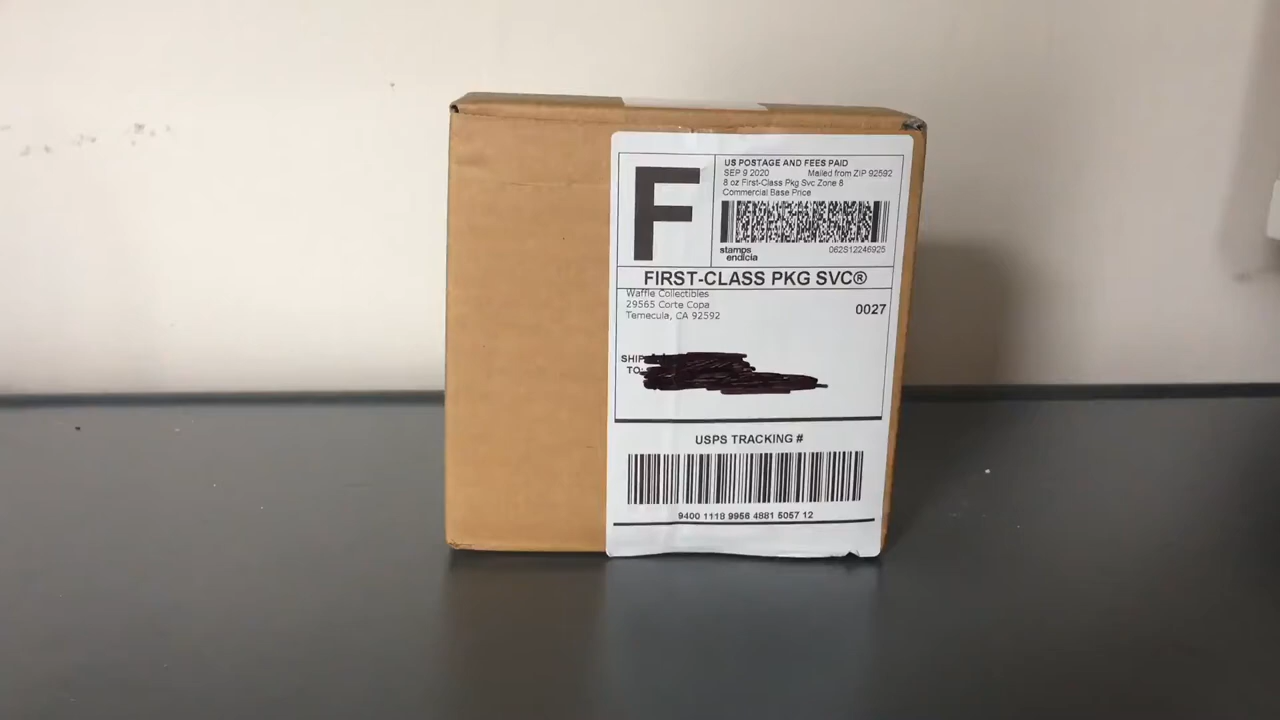 F
US POSTAGE AND FEES PAID
SEP 9 2020 Mailed from ZIP 92592
8 oz First-Class Pkg Svc Zone 8
Commercial Base Price
stamps
endicia
062S12246925
FIRST-CLASS PKG SVC®
Waffle Collectibles
29565 Corte Copa
Temecula, CA 92592
0027
SHIP
TO:
USPS TRACKING #
9400 1118 9956 4881 5057 12